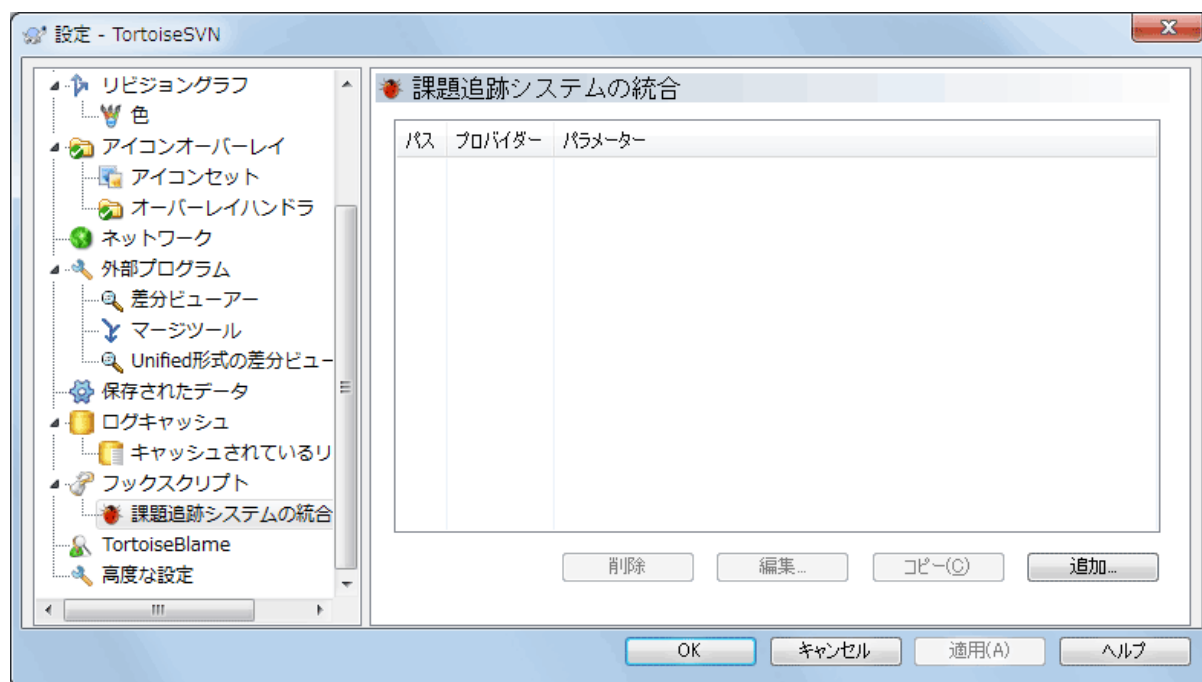 設定 - TortoiseSVN
リビジョングラフ
色
アイコンオーバーレイ
アイコンセット
オーバーレイハンドラ
ネットワーク
外部プログラム
差分ビューアー
マージツール
Unified形式の差分ビュー
保存されたデータ
ログキャッシュ
キャッシュされているリ
フックスクリプト
課題追跡システムの統合
TortoiseBlame
高度な設定
課題追跡システムの統合
パス プロバイダー パラメーター
削除 編集... コピー(C) 追加...
OK キャンセル 適用(A) ヘルプ